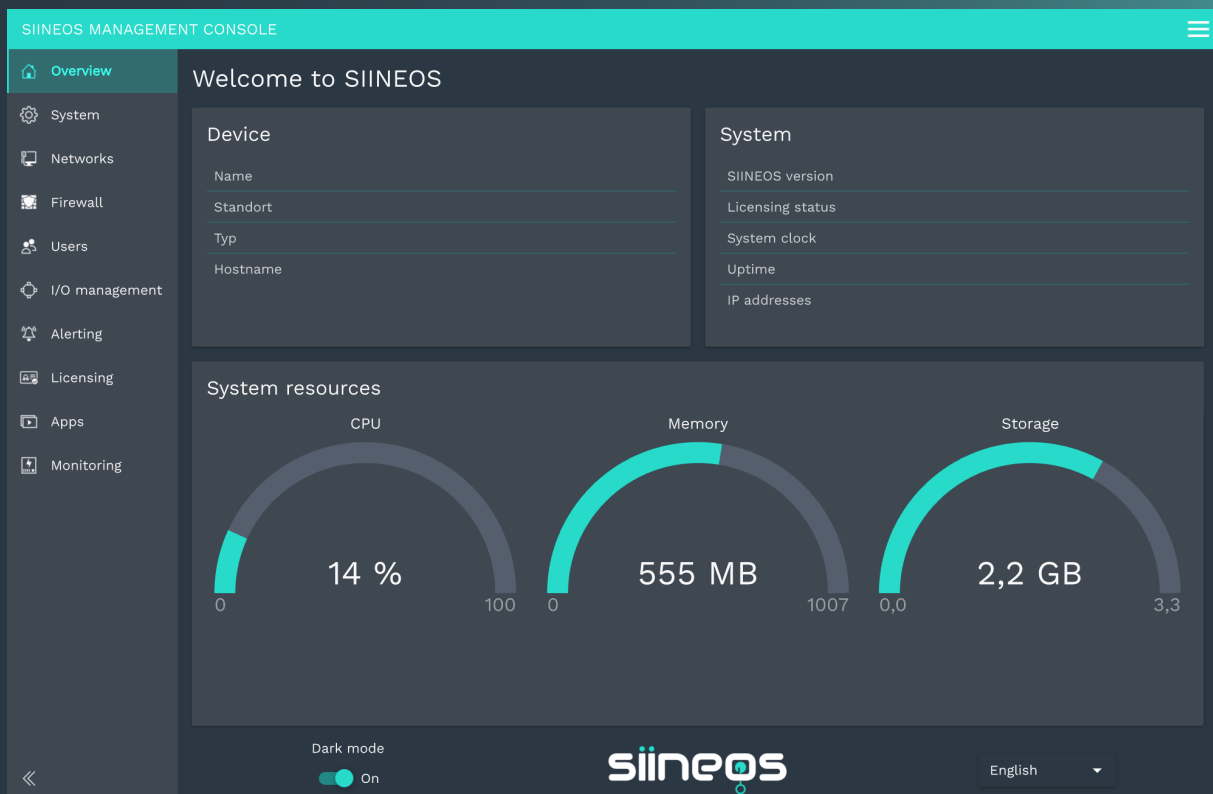 SIINEOS MANAGEMENT CONSOLE
Overview
System
Networks
Firewall
Users
I/O management
Alerting
Licensing
Apps
Monitoring
Welcome to SIINEOS
Device
Name
Standort
Typ
Hostname
System
SIINEOS version
Licensing status
System clock
Uptime
IP addresses
System resources
CPU
14 %
0
100
Memory
555 MB
0
1007
Storage
2,2 GB
0,0
3,3
Dark mode
On
siineos
English